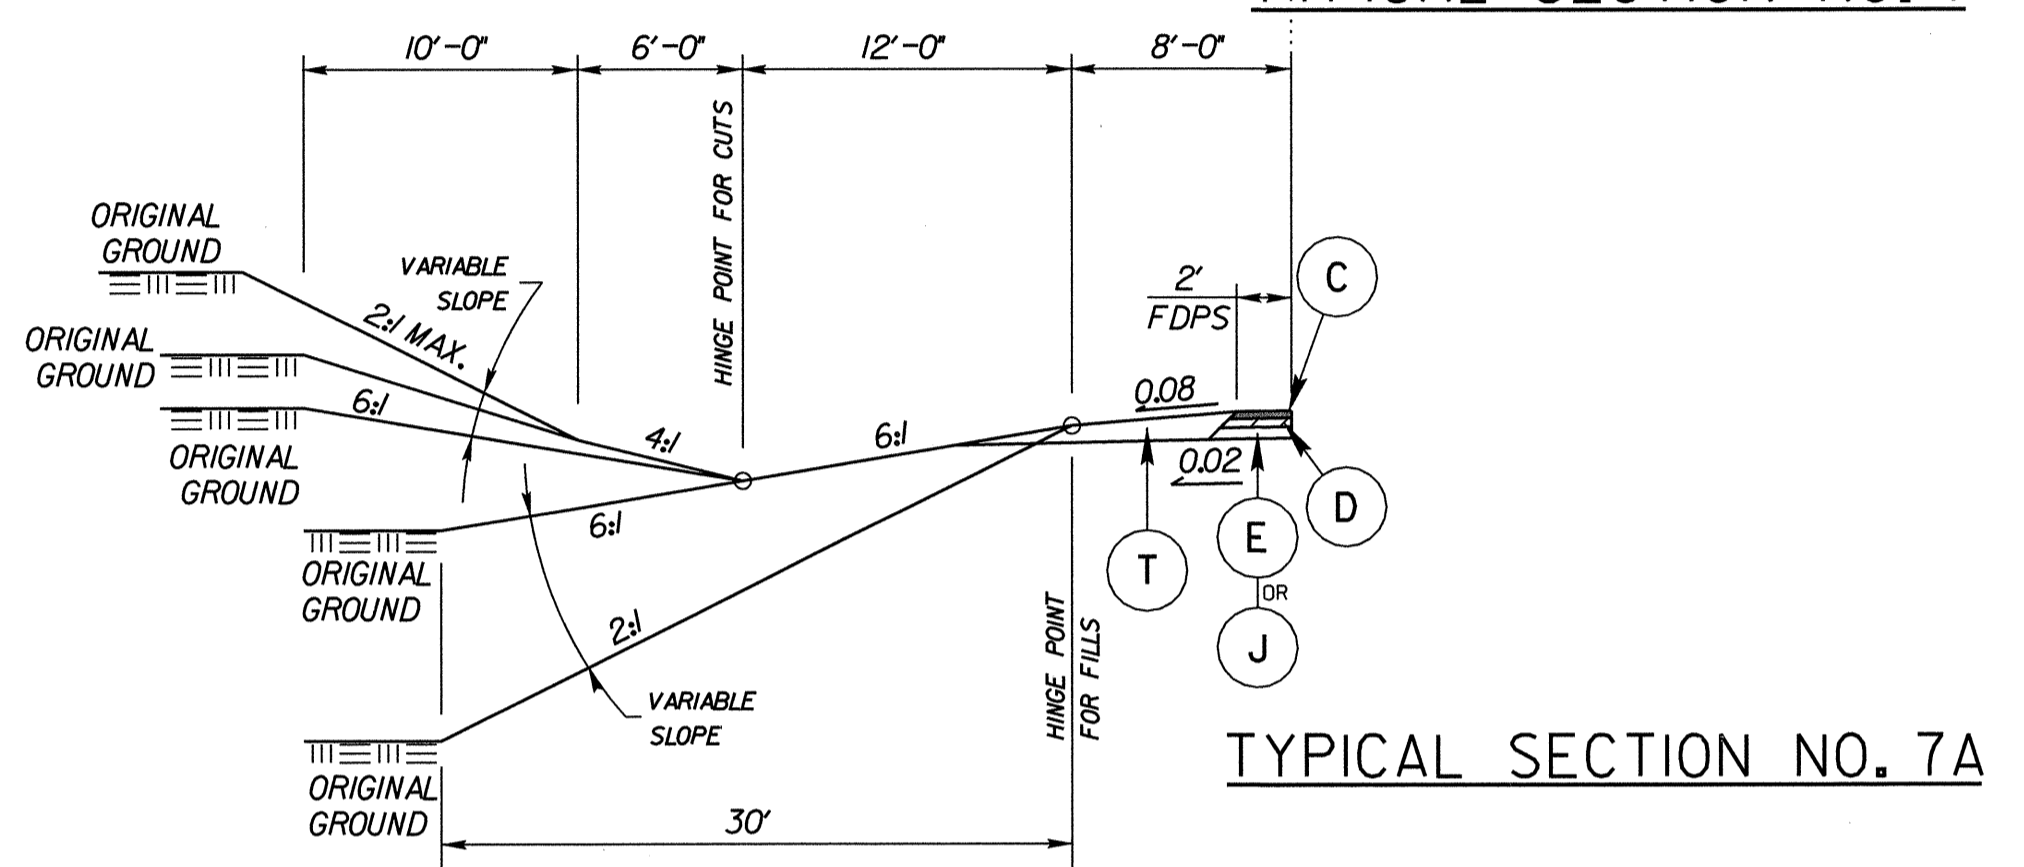 10'-0" 6'-0" 12'-0" 8'-0"
HINGE POINT FOR CUTS
ORIGINAL
GROUND
VARIABLE
SLOPE
2:1 MAX.
C
2'
FDPS
ORIGINAL
GROUND
6:1
4:1
6:1
0.08
0.02
ORIGINAL
GROUND
D
6:1
E
T
OR
J
ORIGINAL
GROUND
2:1
HINGE POINT
FOR FILLS
VARIABLE
SLOPE
TYPICAL SECTION NO. 7A
ORIGINAL
GROUND
30'